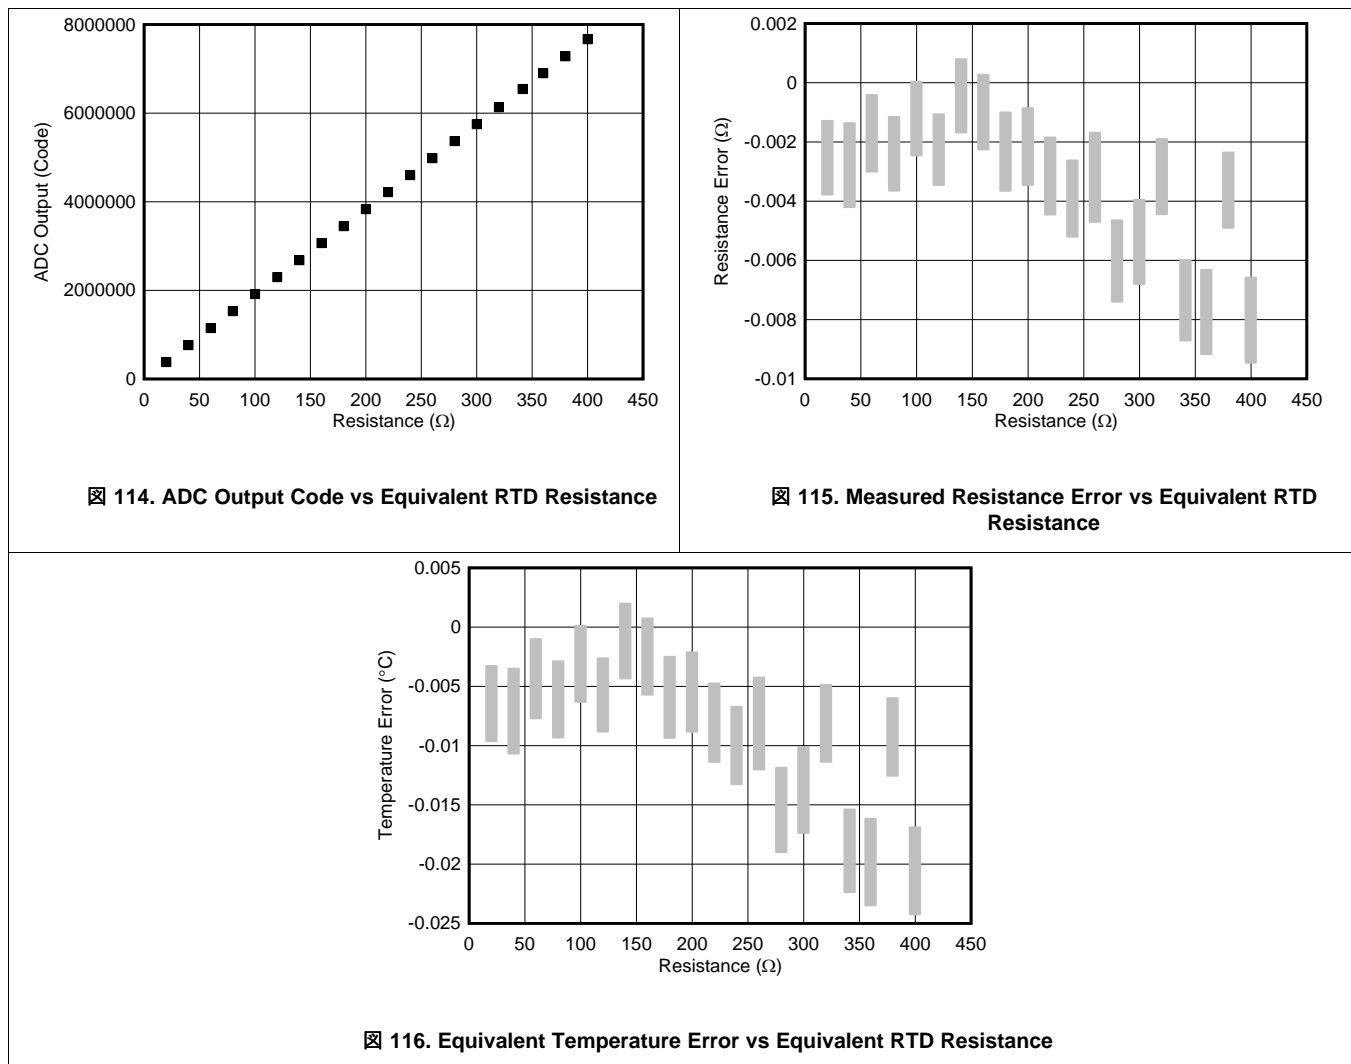 8000000
6000000
4000000
2000000
0
ADC Output (Code)
0 50 100 150 200 250 300 350 400 450
Resistance (Ω)
図 114. ADC Output Code vs Equivalent RTD Resistance
0.002
0
-0.002
-0.004
-0.006
-0.008
-0.01
Resistance Error (Ω)
0 50 100 150 200 250 300 350 400 450
Resistance (Ω)
図 115. Measured Resistance Error vs Equivalent RTD
Resistance
0.005
0
-0.005
-0.01
-0.015
-0.02
-0.025
Temperature Error (°C)
0 50 100 150 200 250 300 350 400 450
Resistance (Ω)
図 116. Equivalent Temperature Error vs Equivalent RTD Resistance